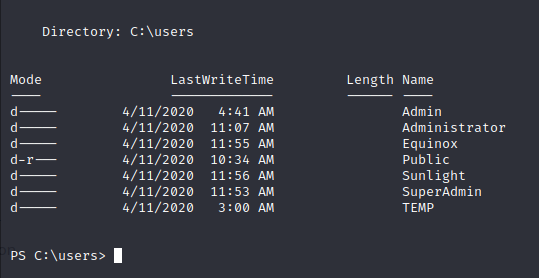 Directory: C:\users
Mode LastWriteTime Length Name
---- ------------- ------ ----
d----- 4/11/2020 4:41 AM Admin
d----- 4/11/2020 11:07 AM Administrator
d----- 4/11/2020 11:55 AM Equinox
d-r--- 4/11/2020 10:34 AM Public
d----- 4/11/2020 11:56 AM Sunlight
d----- 4/11/2020 11:53 AM SuperAdmin
d----- 4/11/2020 3:00 AM TEMP
PS C:\users>